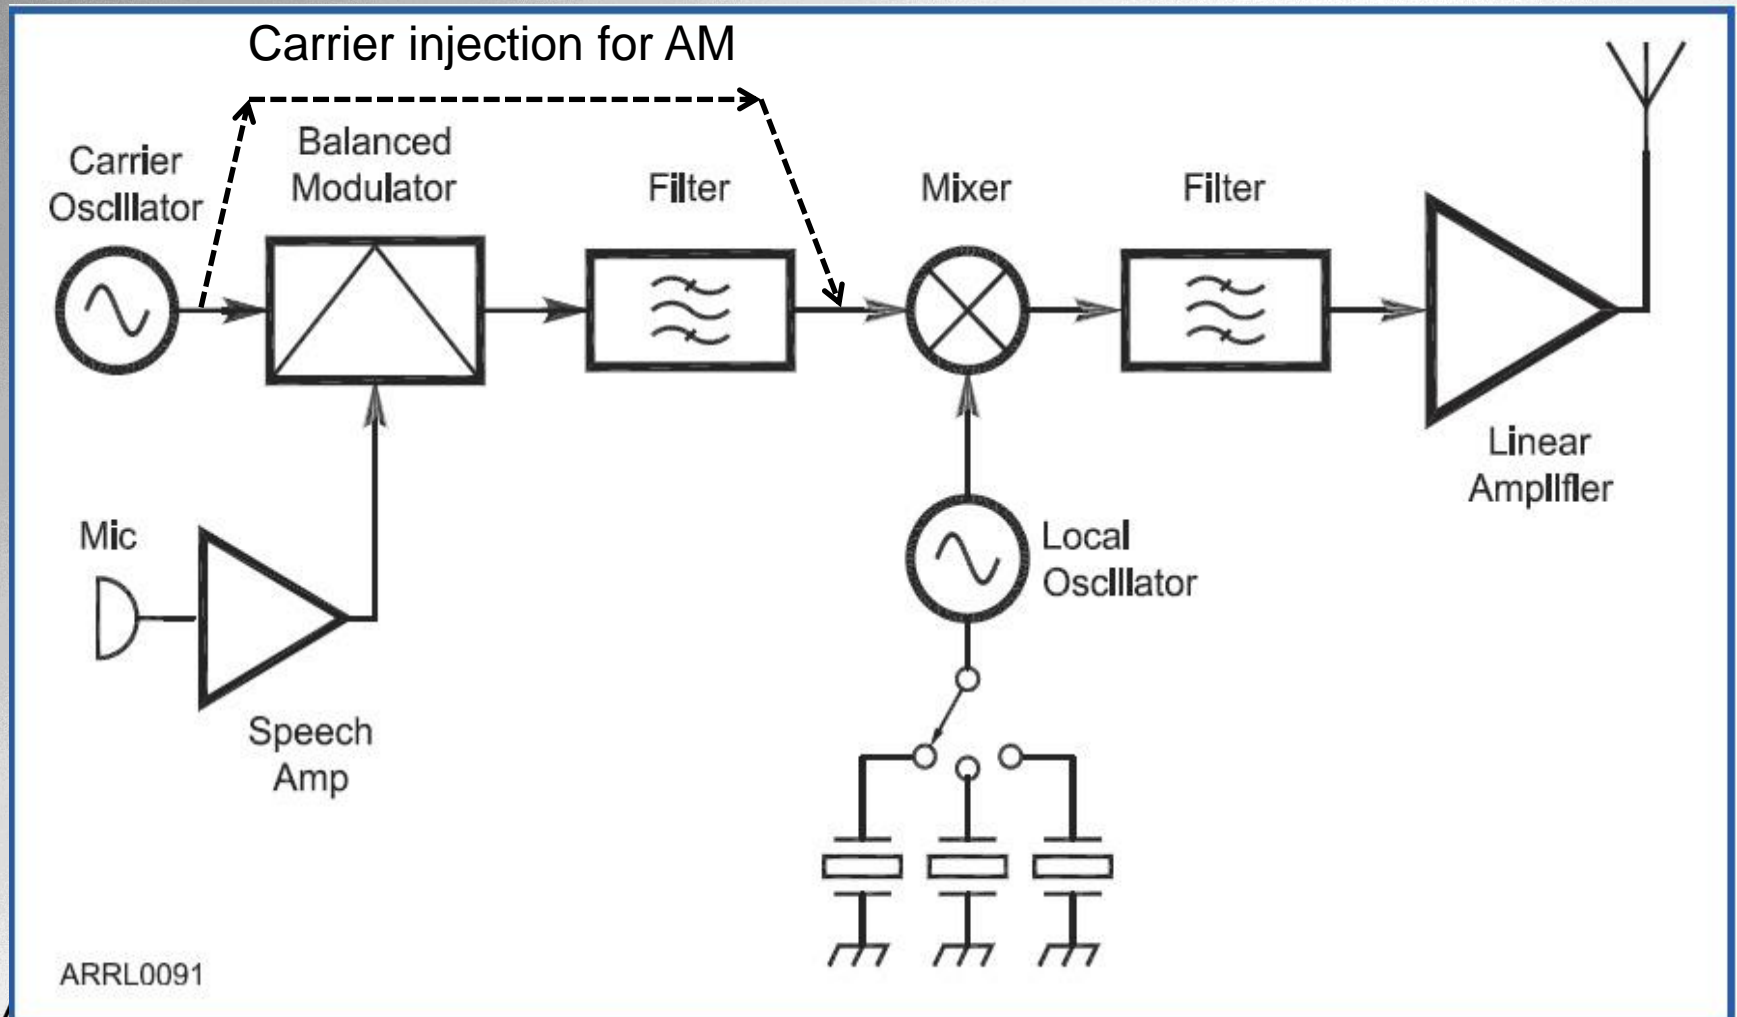 Carrier injection for AM
Carrier
Oscillator
Balanced
Modulator
Filter
Mixer
Filter
Linear
Amplifier
Mic
Speech
Amp
Local
Oscillator
ARRL0091